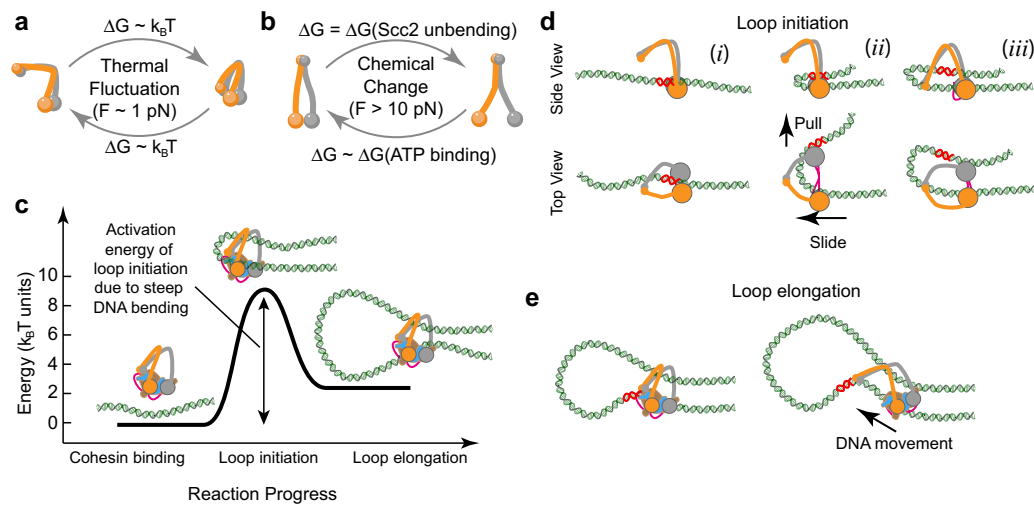 a
ΔG ~ kBT
Thermal
Fluctuation
(F ~ 1 pN)
ΔG ~ kBT
b
ΔG = ΔG(Scc2 unbending)
Chemical
Change
(F > 10 pN)
ΔG ~ ΔG(ATP binding)
c
Activation
energy of
loop initiation
due to steep
DNA bending
Energy (kBT units)
10
8
6
4
2
0
Cohesin binding
Loop initiation
Loop elongation
Reaction Progress
d
Loop initiation
Side View
(i)
(ii)
(iii)
Top View
Pull
Slide
e
Loop elongation
DNA movement